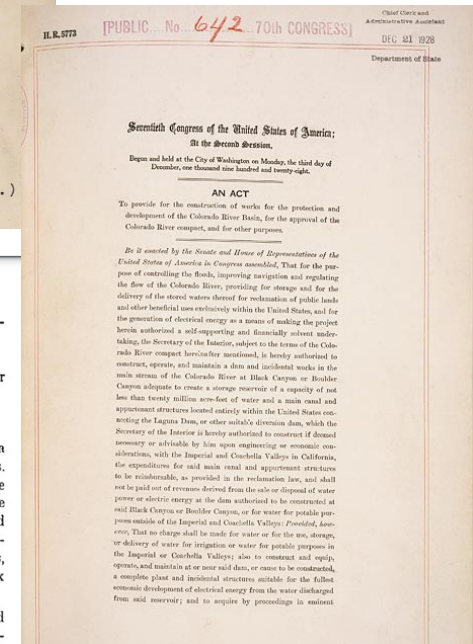 H. R. 5773
[PUBLIC No 642 70th CONGRESS]
Chief Clerk and
Administrative Assistant
DEC 21 1928
Department of State
Seventieth Congress of the United States of America;
At the Second Session,
Begun and held at the City of Washington on Monday, the third day of
December, one thousand nine hundred and twenty-eight.
AN ACT
To provide for the construction of works for the protection and
development of the Colorado River Basin, for the approval of the
Colorado River compact, and for other purposes.
Be it enacted by the Senate and House of Representatives of the
United States of America in Congress assembled, That for the pur-
pose of controlling the floods, improving navigation and regulating
the flow of the Colorado River, providing for storage and for the
delivery of the stored waters thereof for reclamation of public lands
and other beneficial uses exclusively within the United States, and for
the generation of electrical energy as a means of making the project
herein authorized a self-supporting and financially solvent under-
taking, the Secretary of the Interior, subject to the terms of the Colo-
rado River compact hereinafter mentioned, is hereby authorized to
construct, operate, and maintain a dam and incidental works in the
main stream of the Colorado River at Black Canyon or Boulder
Canyon adequate to create a storage reservoir of a capacity of not
less than twenty million acre-feet of water and a main canal and
appurtenant structures located entirely within the United States con-
necting the Laguna Dam, or other suitable diversion dam, which the
Secretary of the Interior is hereby authorized to construct if deemed
necessary or advisable by him upon engineering or economic con-
siderations, with the Imperial and Coachella Valleys in California,
the expenditures for said main canal and appurtenant structures
to be reimbursable, as provided in the reclamation law, and shall
not be paid out of revenues derived from the sale or disposal of water
power or electric energy at the dam authorized to be constructed at
said Black Canyon or Boulder Canyon, or for water for potable pur-
poses outside of the Imperial and Coachella Valleys: Provided, how-
ever, That no charge shall be made for water or for the use, storage,
or delivery of water for irrigation or water for potable purposes in
the Imperial or Coachella Valleys; also to construct and equip,
operate, and maintain at or near said dam, or cause to be constructed,
a complete plant and incidental structures suitable for the fullest
economic development of electrical energy from the water discharged
from said reservoir; and to acquire by proceedings in eminent